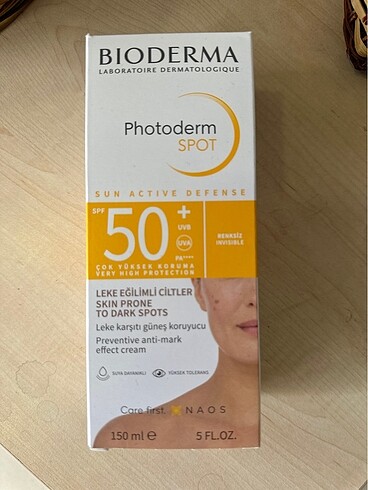 BIODERMA
LABORATOIRE DERMATOLOGIQUE
Photoderm
SPOT
SUN ACTIVE DEFENSE
SPF 50+
UVB
UVA
PA++++
RENKSİZ
INVISIBLE
ÇOK YÜKSEK KORUMA
VERY HIGH PROTECTION
LEKE EĞİLİMLİ CİLTLER
SKIN PRONE
TO DARK SPOTS
Leke karşıtı güneş koruyucu
Preventive anti-mark
effect cream
SUYA DAYANIKLI
YÜKSEK TOLERANS
Care first. NAOS
150 ml ℮ 5 FL.OZ.